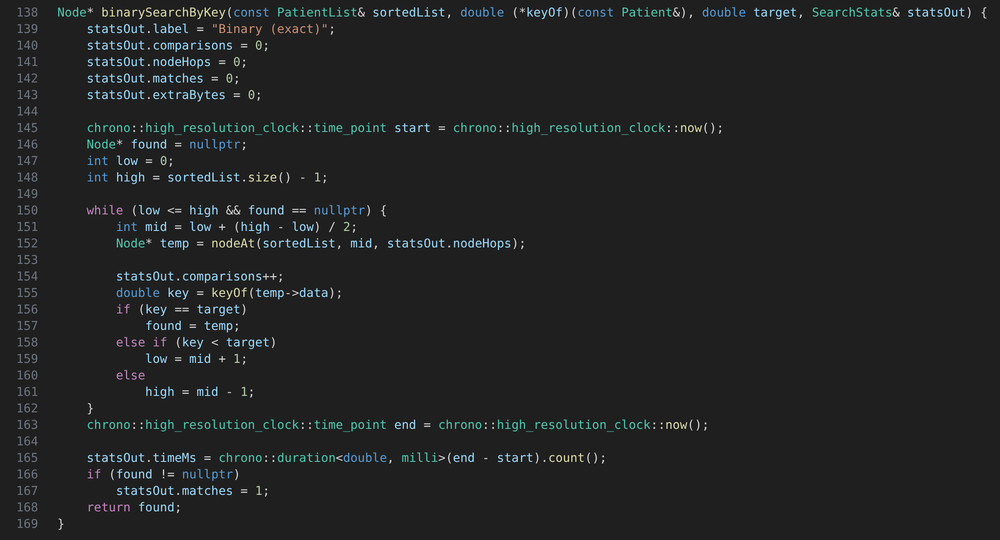 138 Node* binarySearchByKey(const PatientList& sortedList, double (*keyOf)(const Patient&), double target, SearchStats& statsOut) {
139     statsOut.label = "Binary (exact)";
140     statsOut.comparisons = 0;
141     statsOut.nodeHops = 0;
142     statsOut.matches = 0;
143     statsOut.extraBytes = 0;
144
145     chrono::high_resolution_clock::time_point start = chrono::high_resolution_clock::now();
146     Node* found = nullptr;
147     int low = 0;
148     int high = sortedList.size() - 1;
149
150     while (low <= high && found == nullptr) {
151         int mid = low + (high - low) / 2;
152         Node* temp = nodeAt(sortedList, mid, statsOut.nodeHops);
153
154         statsOut.comparisons++;
155         double key = keyOf(temp->data);
156         if (key == target)
157             found = temp;
158         else if (key < target)
159             low = mid + 1;
160         else
161             high = mid - 1;
162     }
163     chrono::high_resolution_clock::time_point end = chrono::high_resolution_clock::now();
164
165     statsOut.timeMs = chrono::duration<double, milli>(end - start).count();
166     if (found != nullptr)
167         statsOut.matches = 1;
168     return found;
169 }